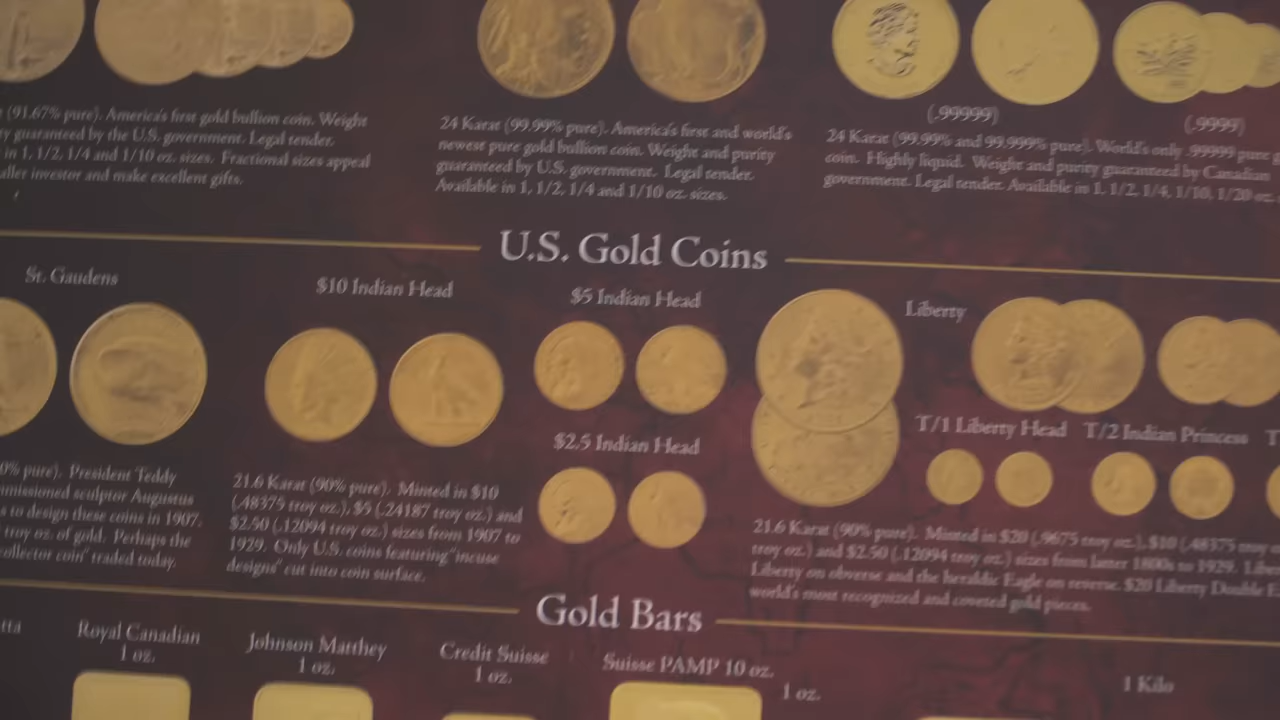 (91.67% pure). America's first gold bullion coin. Weight
guaranteed by the U.S. government. Legal tender.
in 1, 1/2, 1/4 and 1/10 oz. sizes. Fractional sizes appeal
investor and make excellent gifts.
24 Karat (99.99% pure). America's first and world's
newest pure gold bullion coin. Weight and purity
guaranteed by U.S. government. Legal tender.
Available in 1, 1/2, 1/4 and 1/10 oz. sizes.
(.99999)
(.9999)
24 Karat (99.99% and 99.999% pure). World's only .99999 pure
coin. Highly liquid. Weight and purity guaranteed by Canadian
government. Legal tender. Available in 1, 1/2, 1/4, 1/10, 1/20 oz.
U.S. Gold Coins
St. Gaudens
$10 Indian Head
$5 Indian Head
Liberty
$2.5 Indian Head
T/1 Liberty Head
T/2 Indian Princess
pure). President Teddy
sculptor Augustus
to design these coins in 1907.
troy oz. of gold. Perhaps the
collector coin" traded today.
21.6 Karat (90% pure). Minted in $10
(.48375 troy oz.), $5 (.24187 troy oz.) and
$2.50 (.12094 troy oz.) sizes from 1907 to
1929. Only U.S. coins featuring "incuse
designs" cut into coin surface.
21.6 Karat (90% pure). Minted in $20 (.9675 troy oz.), $10 (.48375 troy
troy oz.) and $2.50 (.12094 troy oz.) sizes from latter 1800s to 1929.
Liberty on obverse and the heraldic Eagle on reverse. $20 Liberty Double
world's most recognized and coveted gold pieces.
Gold Bars
Royal Canadian
1 oz.
Johnson Matthey
1 oz.
Credit Suisse
1 oz.
Suisse PAMP 10 oz.
1 oz.
1 Kilo